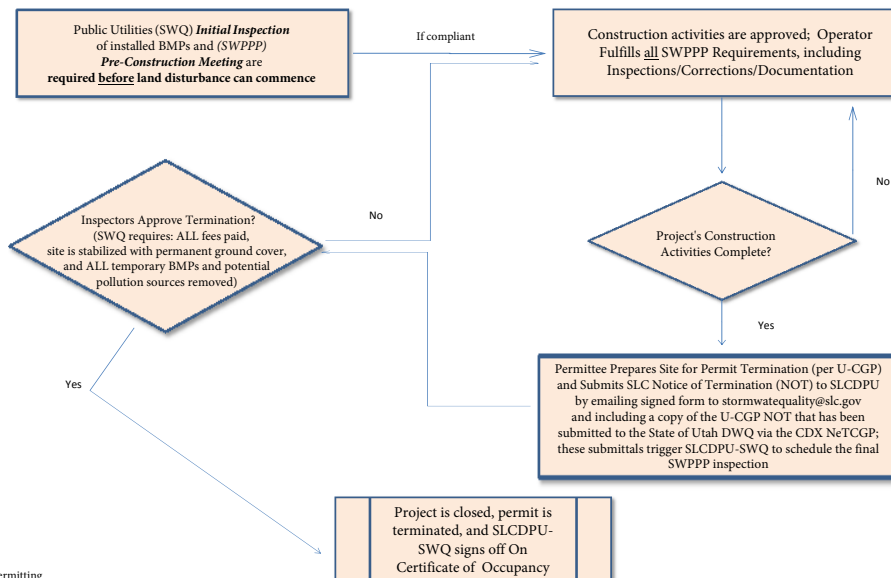 Public Utilities (SWQ) Initial Inspection
of installed BMPs and (SWPPP)
Pre-Construction Meeting are
required before land disturbance can commence
If compliant
Construction activities are approved; Operator
Fulfills all SWPPP Requirements, including
Inspections/Corrections/Documentation
No
Inspectors Approve Termination?
(SWQ requires: ALL fees paid,
site is stabilized with permanent ground cover,
and ALL temporary BMPs and potential
pollution sources removed)
No
Project's Construction
Activities Complete?
Yes
Yes
Permittee Prepares Site for Permit Termination (per U-CGP)
and Submits SLC Notice of Termination (NOT) to SLCDPU
by emailing signed form to stormwatequality@slc.gov
and including a copy of the U-CGP NOT that has been
submitted to the State of Utah DWQ via the CDX NeTCGP;
these submittals trigger SLCDPU-SWQ to schedule the final
SWPPP inspection
Project is closed, permit is
terminated, and SLCDPU-
SWQ signs off On
Certificate of Occupancy